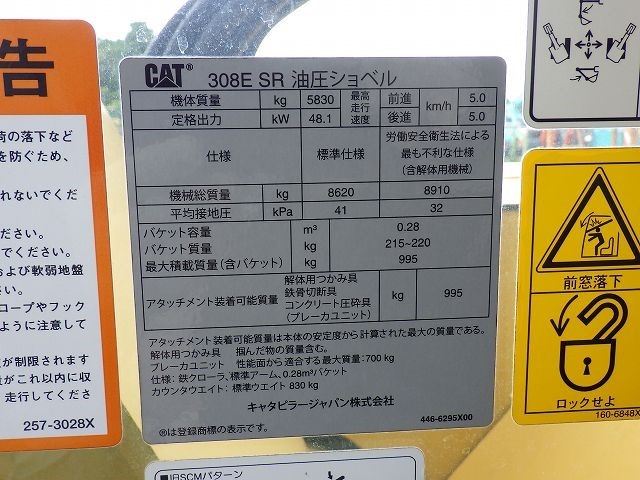 告
荷の落下など
を防ぐため、
れないでくだ
ださい。
でください。
および軟弱地盤
さい。
ロープやフック
ように注意して
が制限されます
量がこれ以内に収
走行してくださ
257-3028X
CAT® 308E SR 油圧ショベル
機体質量 kg 5830 最高走行速度 前進 km/h 5.0
定格出力 kW 48.1 後進 5.0
仕様 標準仕様 労働安全衛生法による
最も不利な仕様
(含解体用機械)
機械総質量 kg 8620 8910
平均接地圧 kPa 41 32
バケット容量 m³ 0.28
バケット質量 kg 215~220
最大積載質量(含バケット) kg 995
アタッチメント装着可能質量 解体用つかみ具 kg 995
鉄骨切断具
コンクリート圧砕具
(ブレーカユニット)
アタッチメント装着可能質量は本体の安定度から計算された最大の質量である。
解体用つかみ具 掴んだ物の質量含む。
ブレーカユニット 性能面から適合する最大質量:700 kg
仕様:鉄クローラ、標準アーム、0.28m³バケット
カウンタウエイト:標準ウエイト 830 kg
キャタピラージャパン株式会社
446-6295X00
®は登録商標の表示です。
旧SCMパターン
前窓落下
ロックせよ
160-6848X